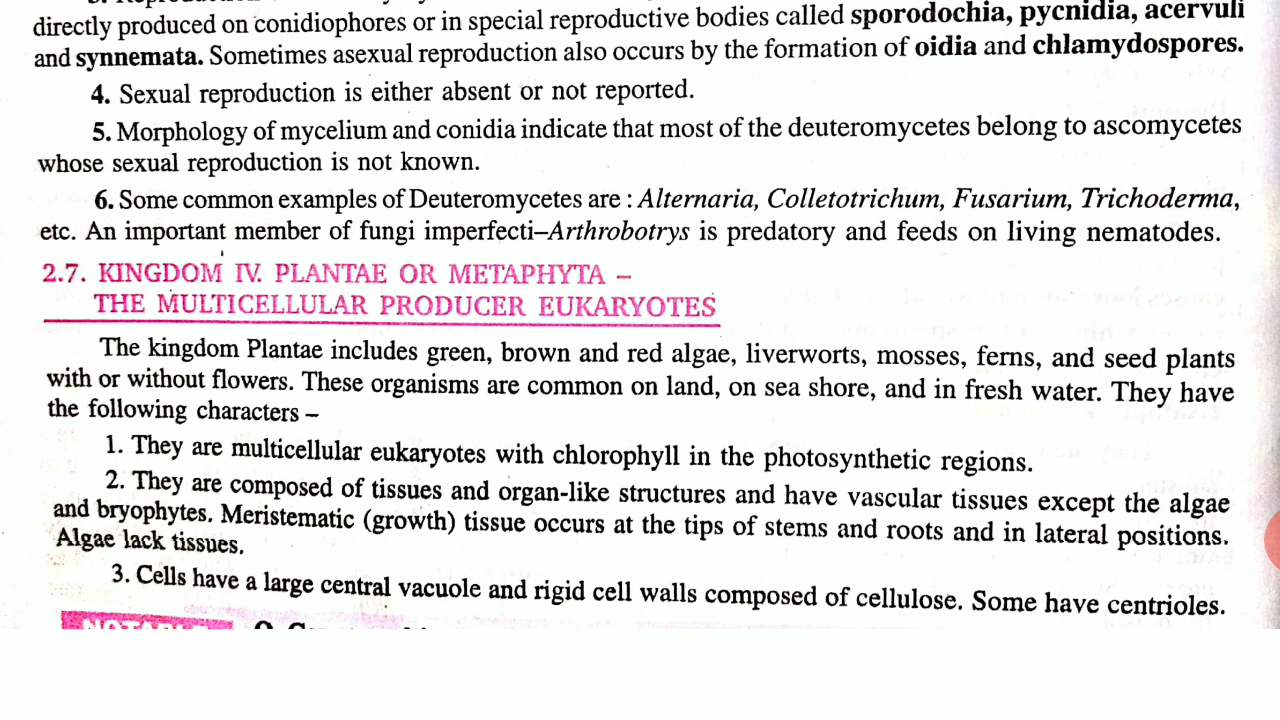 directly produced on conidiophores or in special reproductive bodies called sporodochia, pycnidia, acervuli
and synnemata. Sometimes asexual reproduction also occurs by the formation of oidia and chlamydospores.
4. Sexual reproduction is either absent or not reported.
5. Morphology of mycelium and conidia indicate that most of the deuteromycetes belong to ascomycetes
whose sexual reproduction is not known.
6. Some common examples of Deuteromycetes are : Alternaria, Colletotrichum, Fusarium, Trichoderma,
etc. An important member of fungi imperfecti–Arthrobotrys is predatory and feeds on living nematodes.
2.7. KINGDOM IV. PLANTAE OR METAPHYTA –
THE MULTICELLULAR PRODUCER EUKARYOTES
The kingdom Plantae includes green, brown and red algae, liverworts, mosses, ferns, and seed plants
with or without flowers. These organisms are common on land, on sea shore, and in fresh water. They have
the following characters –
1. They are multicellular eukaryotes with chlorophyll in the photosynthetic regions.
2. They are composed of tissues and organ-like structures and have vascular tissues except the algae
and bryophytes. Meristematic (growth) tissue occurs at the tips of stems and roots and in lateral positions.
Algae lack tissues.
3. Cells have a large central vacuole and rigid cell walls composed of cellulose. Some have centrioles.